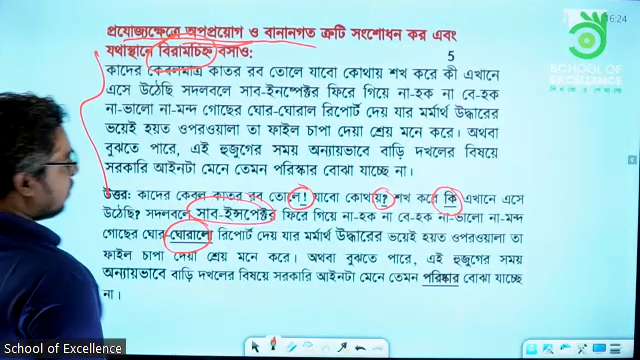 16:24
প্রযোজ্যক্ষেত্রে অপপ্রয়োগ ও বানানগত ত্রুটি সংশোধন কর এবং
যথাস্থানে বিরামচিহ্ন বসাও:
5
SCHOOL OF
EXCELLENCE
কাদের কেবলমাত্র কাতর রব তোলে যাবো কোথায় শখ করে কী এখানে
এসে উঠেছি সদলবলে সাব-ইনস্পেক্টর ফিরে গিয়ে না-হক না বে-হক
না-ভালো না-মন্দ গোছের ঘোর-ঘোরাল রিপোর্ট দেয় যার মর্মার্থ উদ্ধারের
ভয়েই হয়ত ওপরওয়ালা তা ফাইল চাপা দেয়া শ্রেয় মনে করে। অথবা
বুঝতে পারে, এই হুজুগের সময় অন্যায়ভাবে বাড়ি দখলের বিষয়ে
সরকারি আইনটা মেনে তেমন পরিস্কার বোঝা যাচ্ছে না।
উত্তর: কাদের কেবল কাতর রব তোলে! যাবো কোথায়? শখ করে কি এখানে এসে
উঠেছি? সদলবলে সাব-ইন্সপেক্টর ফিরে গিয়ে না-হক না বে-হক না-ভালো না-মন্দ
গোছের ঘোর-ঘোরালো রিপোর্ট দেয় যার মর্মার্থ উদ্ধারের ভয়েই হয়ত ওপরওয়ালা তা
ফাইল চাপা দেয়া শ্রেয় মনে করে। অথবা বুঝতে পারে, এই হুজুগের সময়
অন্যায়ভাবে বাড়ি দখলের বিষয়ে সরকারি আইনটা মেনে তেমন পরিষ্কার বোঝা যাচ্ছে
না।
School of Excellence